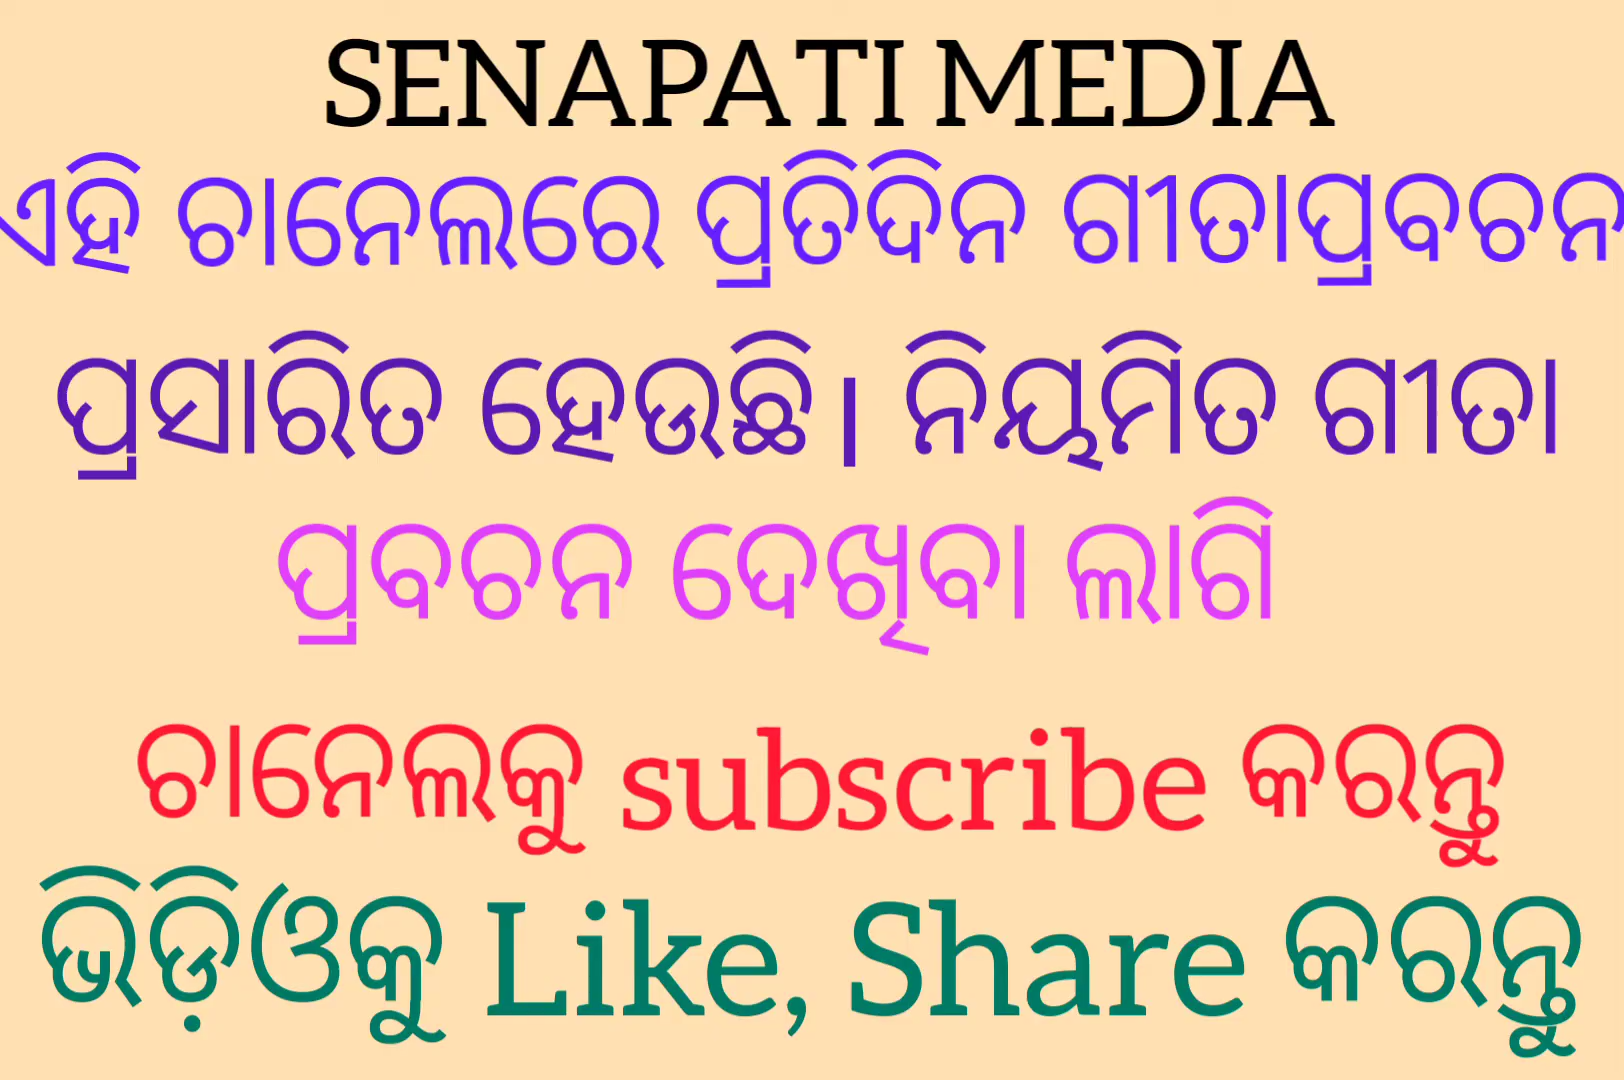 SENAPATI MEDIA
ଏହି ଚାନେଲରେ ପ୍ରତିଦିନ ଗୀତାପ୍ରବଚନ
ପ୍ରସାରିତ ହେଉଛି। ନିୟମିତ ଗୀତା
ପ୍ରବଚନ ଦେଖିବା ଲାଗି
ଚାନେଲକୁ subscribe କରନ୍ତୁ
ଭିଡ଼ିଓକୁ Like, Share କରନ୍ତୁ